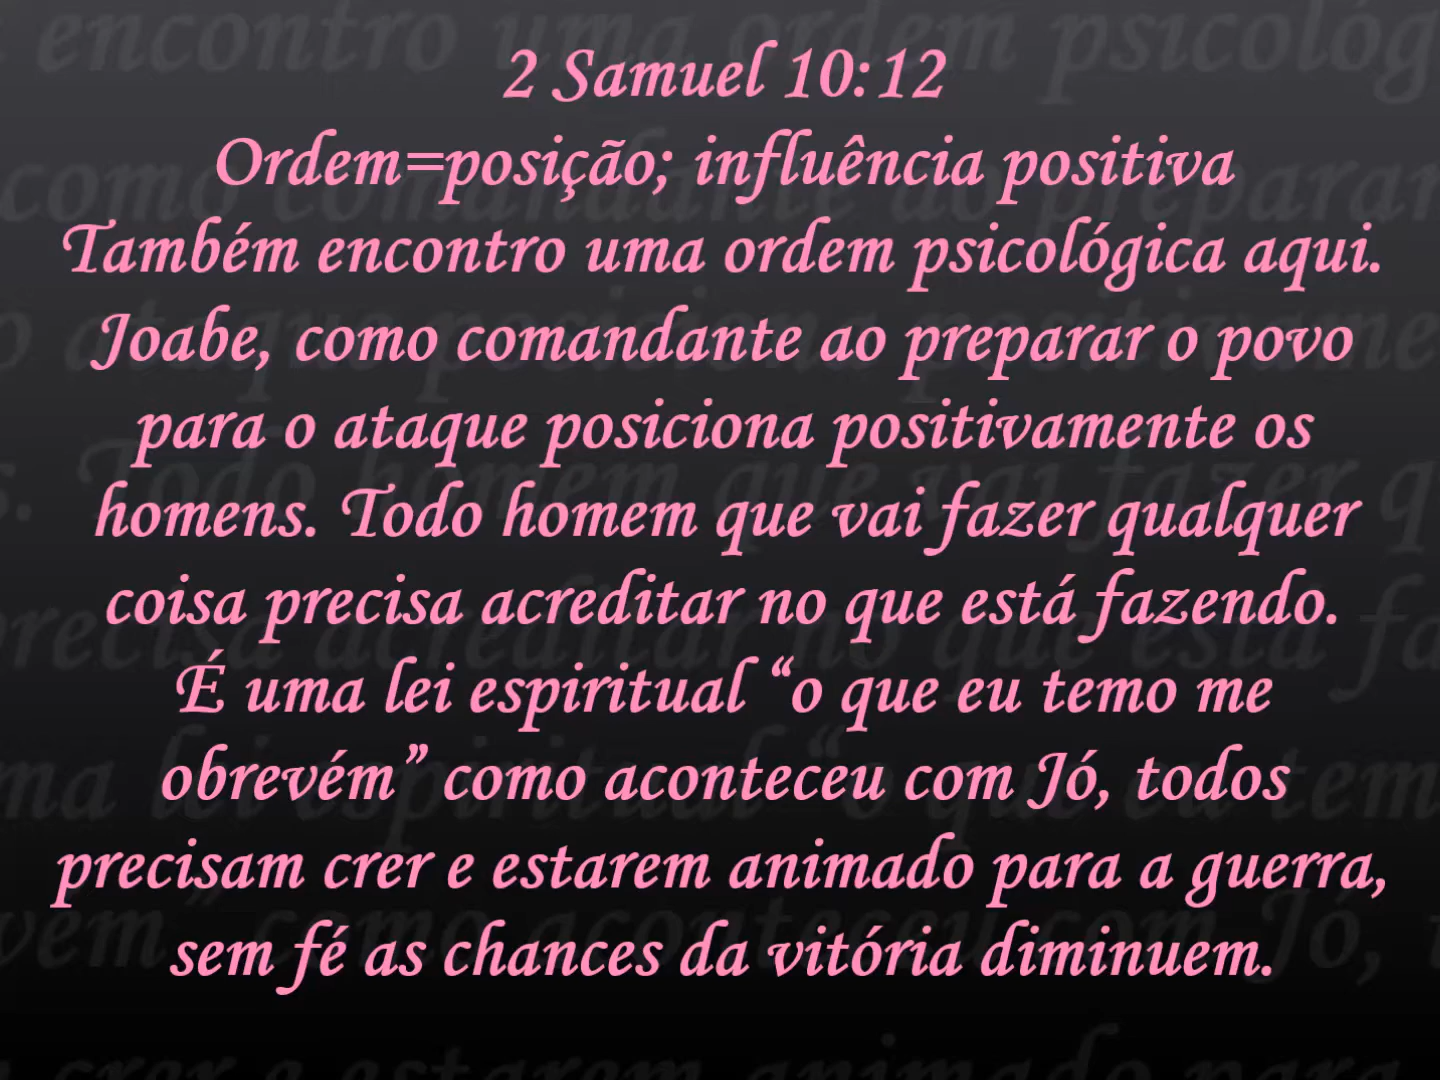 2 Samuel 10:12
Ordem=posição; influência positiva
Também encontro uma ordem psicológica aqui.
Joabe, como comandante ao preparar o povo
para o ataque posiciona positivamente os
homens. Todo homem que vai fazer qualquer
coisa precisa acreditar no que está fazendo.
É uma lei espiritual “o que eu temo me
obrevém” como aconteceu com Jó, todos
precisam crer e estarem animado para a guerra,
sem fé as chances da vitória diminuem.